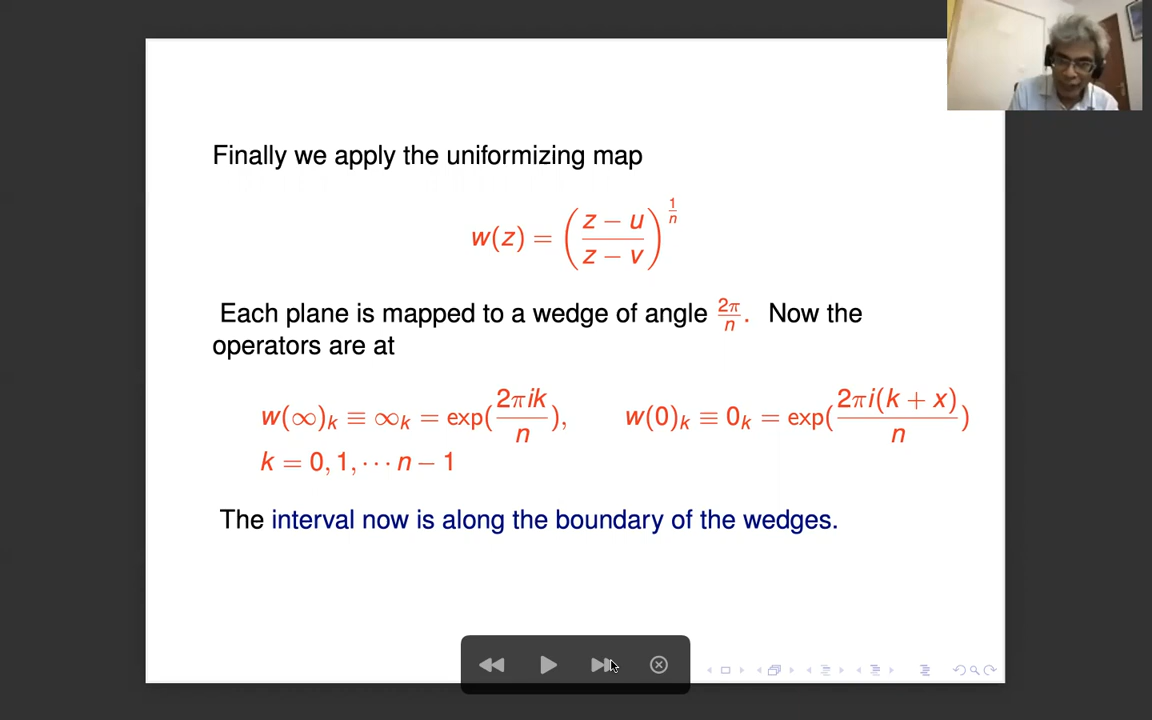 Finally we apply the uniformizing map
w(z) = ( (z − u) / (z − v) )^{1/n}
Each plane is mapped to a wedge of angle 2π/n. Now the
operators are at
w(∞)_k ≡ ∞_k = exp(2πik/n), w(0)_k ≡ 0_k = exp(2πi(k + x)/n)
k = 0, 1, ⋯ n − 1
The interval now is along the boundary of the wedges.